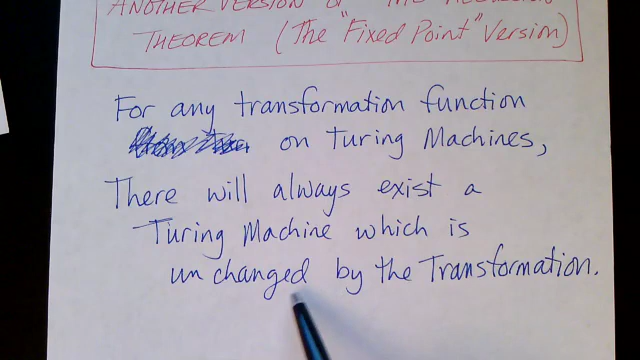 ANOTHER VERSION OF THE RECURSION
THEOREM (The "Fixed Point" Version)
For any transformation function
on Turing Machines,
There will always exist a
Turing Machine which is
unchanged by the Transformation.